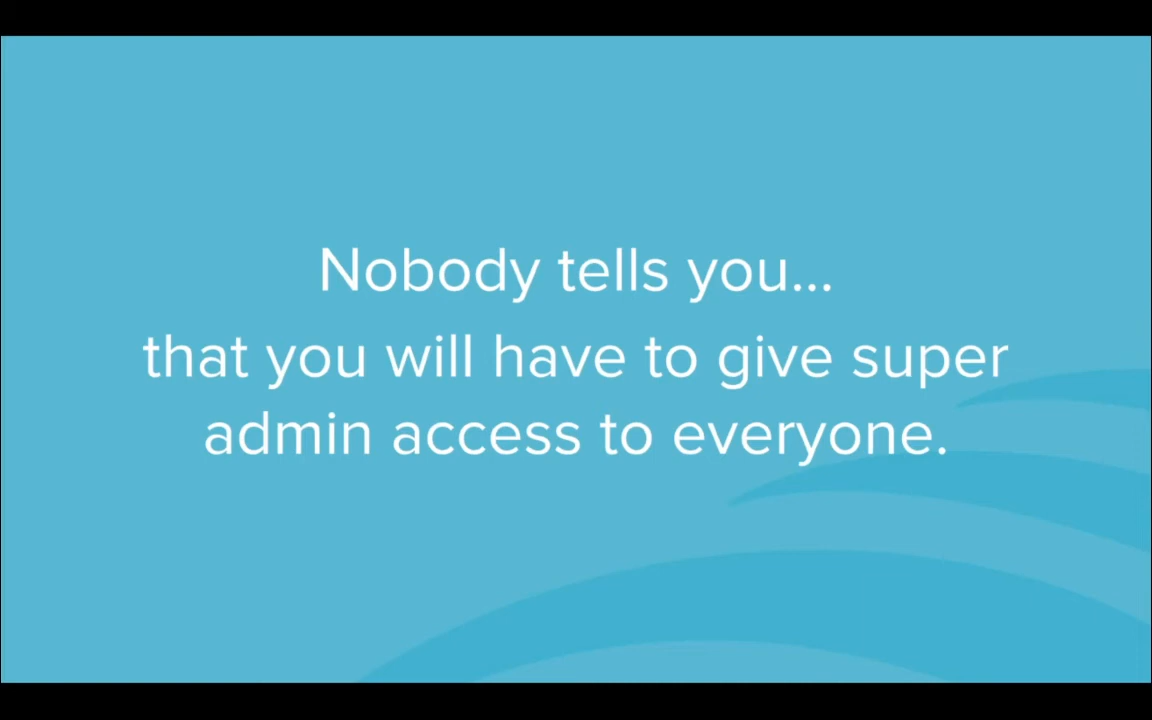 Nobody tells you...
that you will have to give super
admin access to everyone.